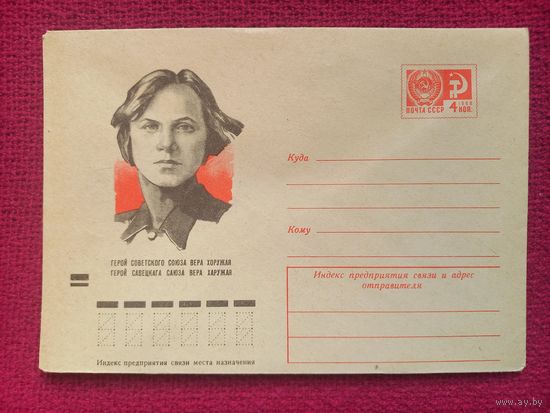 1966
4
ПОЧТА СССР КОП.
Куда
Кому
ГЕРОЙ СОВЕТСКОГО СОЮЗА ВЕРА ХОРУЖАЯ
ГЕРОЙ САВЕЦКАГА САЮЗА ВЕРА ХАРУЖАЯ
Индекс предприятия связи и адрес
отправителя
Индекс предприятия связи места назначения
www.ay.by